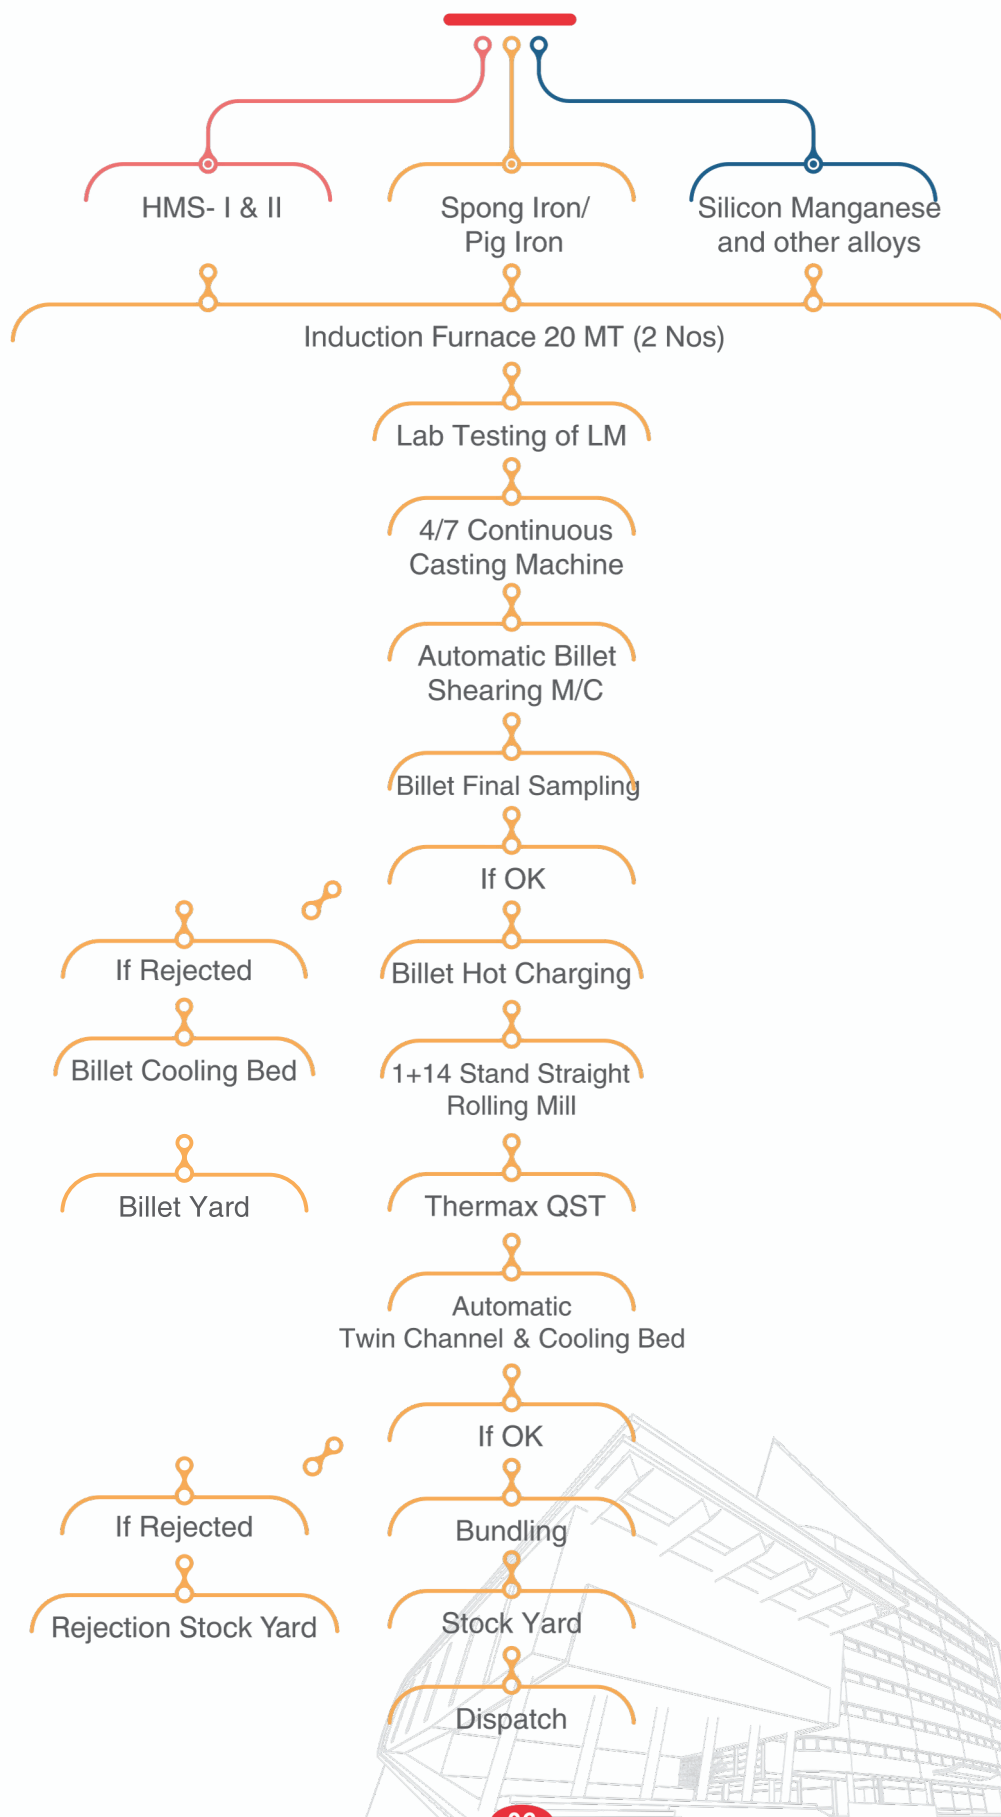 HMS- I & II
Spong Iron/
Pig Iron
Silicon Manganese
and other alloys
Induction Furnace 20 MT (2 Nos)
Lab Testing of LM
4/7 Continuous
Casting Machine
Automatic Billet
Shearing M/C
Billet Final Sampling
If OK
If Rejected
Billet Hot Charging
Billet Cooling Bed
1+14 Stand Straight
Rolling Mill
Billet Yard
Thermax QST
Automatic
Twin Channel & Cooling Bed
If OK
If Rejected
Bundling
Rejection Stock Yard
Stock Yard
Dispatch